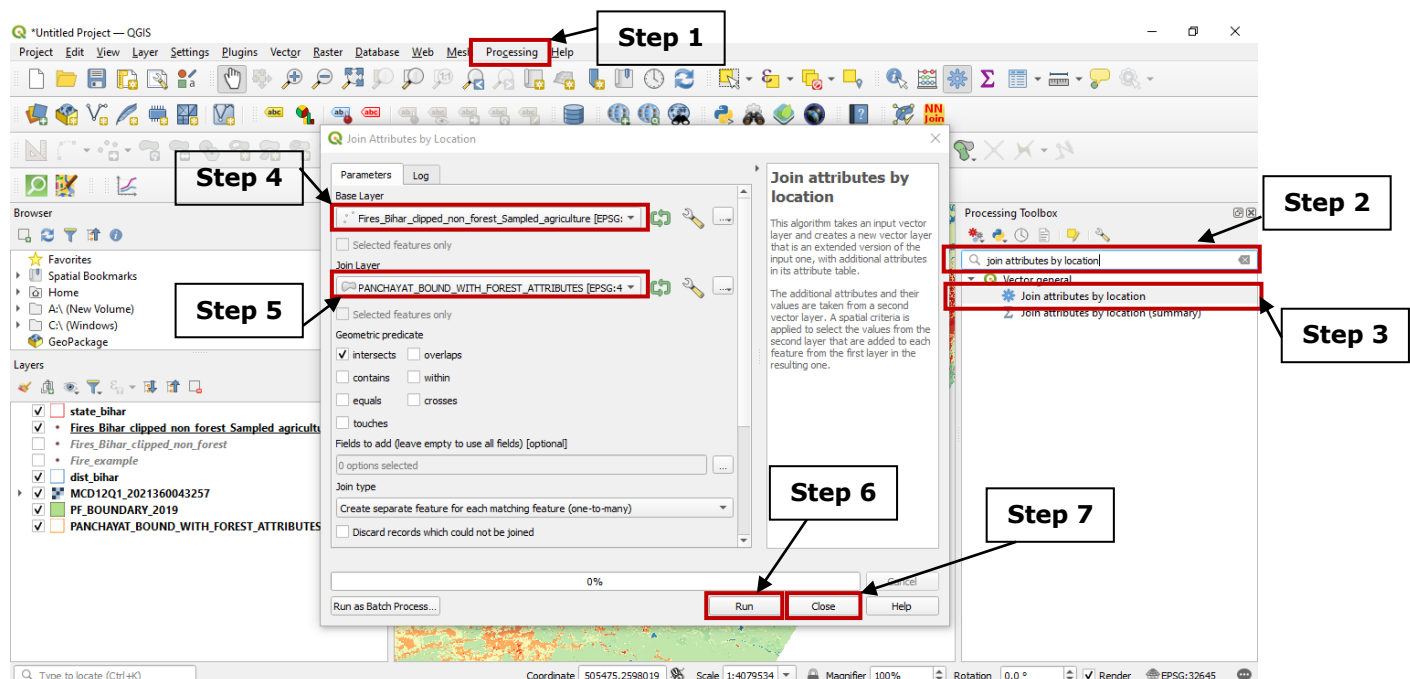 *Untitled Project — QGIS
Project Edit View Layer Settings Plugins Vector Raster Database Web Mesh Processing Help
Step 1
abc
abc
NN
Join
Join Attributes by Location
Step 4
Parameters Log
Join attributes by
location
Base Layer
Fires_Bihar_clipped_non_forest_Sampled_agriculture [EPSG:
Selected features only
This algorithm takes an input vector
layer and creates a new vector layer
that is an extended version of the
input one, with additional attributes
in its attribute table.
The additional attributes and their
values are taken from a second
vector layer. A spatial criteria is
applied to select the values from the
second layer that are added to each
feature from the first layer in the
resulting one.
Join Layer
PANCHAYAT_BOUND_WITH_FOREST_ATTRIBUTES [EPSG:4
Step 5
Selected features only
Geometric predicate
intersects overlaps
contains within
equals crosses
touches
Fields to add (leave empty to use all fields) [optional]
0 options selected
...
Join type
Create separate feature for each matching feature (one-to-many)
Discard records which could not be joined
Step 6
Step 7
0%
Cancel
Run as Batch Process...
Run
Close
Help
Browser
Favorites
Spatial Bookmarks
Home
A:\ (New Volume)
C:\ (Windows)
GeoPackage
Layers
state_bihar
Fires Bihar clipped non forest Sampled agricultu
Fires_Bihar_clipped_non_forest
Fire_example
dist_bihar
MCD12Q1_2021360043257
PF_BOUNDARY_2019
PANCHAYAT_BOUND_WITH_FOREST_ATTRIBUTES
Processing Toolbox
Step 2
join attributes by location
Vector general
Join attributes by location
Join attributes by location (summary)
Step 3
Type to locate (Ctrl+K)
Coordinate 505475,2598019 Scale 1:4079534 Magnifier 100% Rotation 0.0 ° Render EPSG:32645